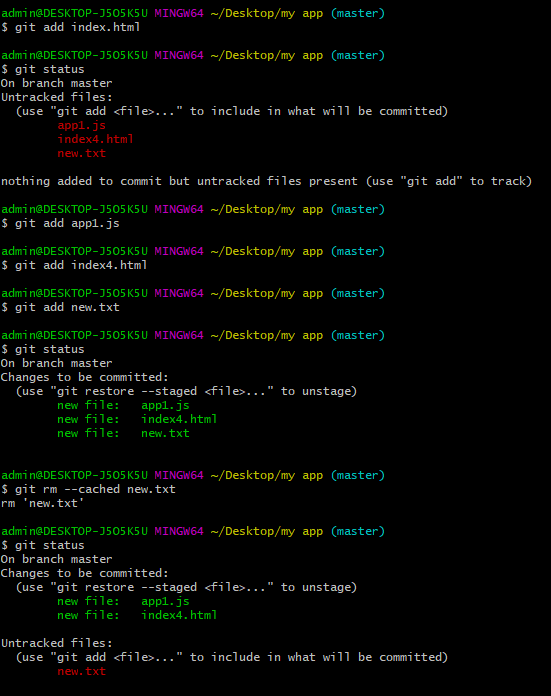 admin@DESKTOP-J5O5K5U MINGW64 ~/Desktop/my app (master)
$ git add index.html
admin@DESKTOP-J5O5K5U MINGW64 ~/Desktop/my app (master)
$ git status
On branch master
Untracked files:
  (use "git add <file>..." to include in what will be committed)
        app1.js
        index4.html
        new.txt
nothing added to commit but untracked files present (use "git add" to track)
admin@DESKTOP-J5O5K5U MINGW64 ~/Desktop/my app (master)
$ git add app1.js
admin@DESKTOP-J5O5K5U MINGW64 ~/Desktop/my app (master)
$ git add index4.html
admin@DESKTOP-J5O5K5U MINGW64 ~/Desktop/my app (master)
$ git add new.txt
admin@DESKTOP-J5O5K5U MINGW64 ~/Desktop/my app (master)
$ git status
On branch master
Changes to be committed:
  (use "git restore --staged <file>..." to unstage)
        new file:   app1.js
        new file:   index4.html
        new file:   new.txt
admin@DESKTOP-J5O5K5U MINGW64 ~/Desktop/my app (master)
$ git rm --cached new.txt
rm 'new.txt'
admin@DESKTOP-J5O5K5U MINGW64 ~/Desktop/my app (master)
$ git status
On branch master
Changes to be committed:
  (use "git restore --staged <file>..." to unstage)
        new file:   app1.js
        new file:   index4.html
Untracked files:
  (use "git add <file>..." to include in what will be committed)
        new.txt